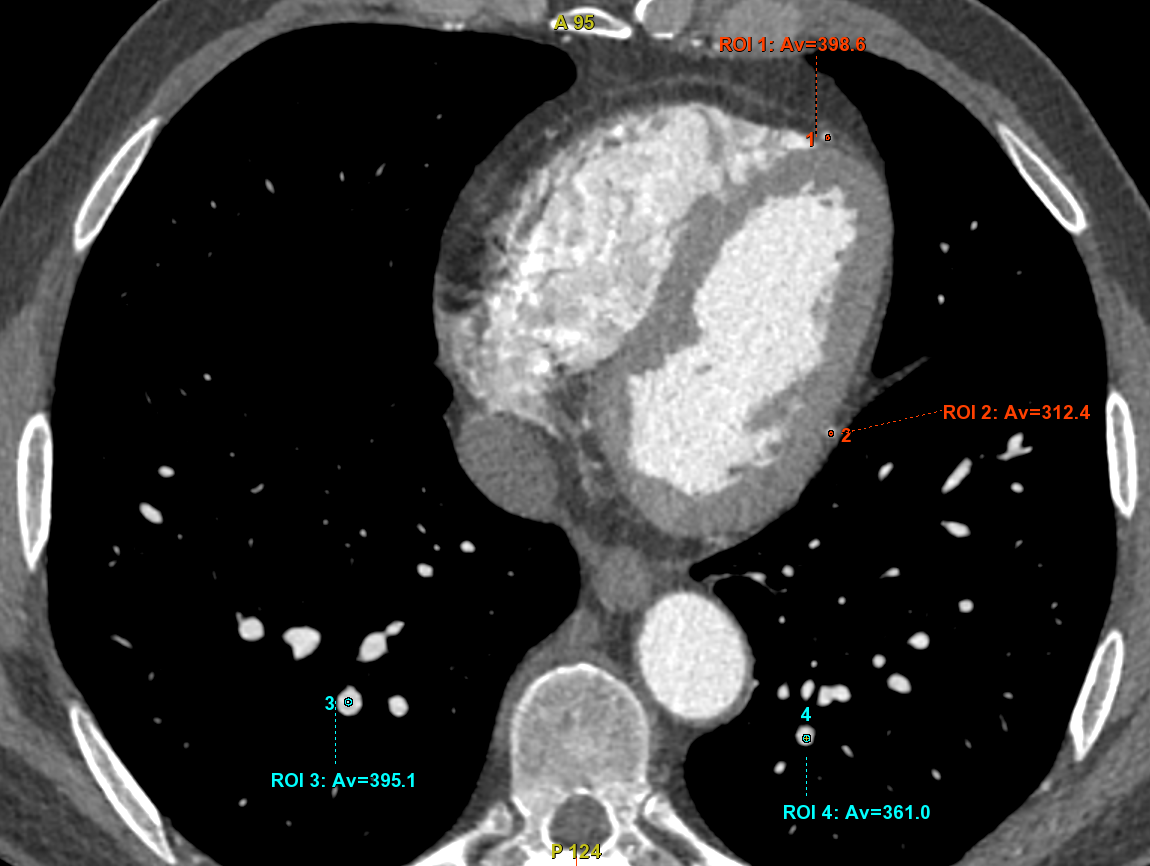 A 95
ROI 1: Av=398.6
1
ROI 2: Av=312.4
2
3
4
ROI 3: Av=395.1
ROI 4: Av=361.0
P 124